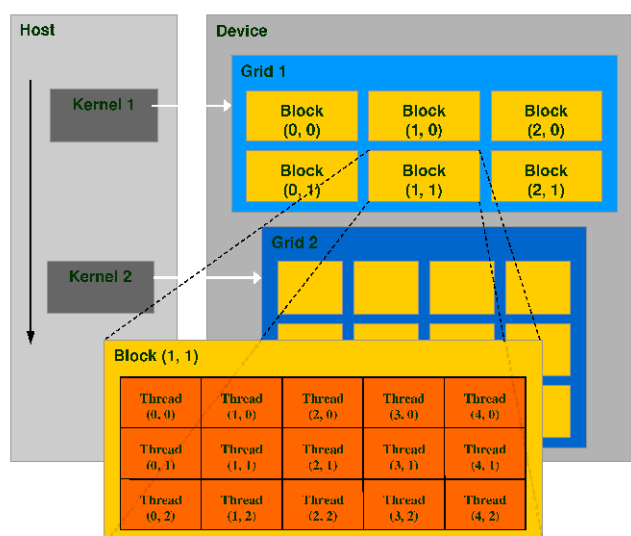 Host
Device
Grid 1
Kernel 1
Block
(0, 0)
Block
(1, 0)
Block
(2, 0)
Block
(0, 1)
Block
(1, 1)
Block
(2, 1)
Grid 2
Kernel 2
Block (1, 1)
Thread
(0, 0)
Thread
(1, 0)
Thread
(2, 0)
Thread
(3, 0)
Thread
(4, 0)
Thread
(0, 1)
Thread
(1, 1)
Thread
(2, 1)
Thread
(3, 1)
Thread
(4, 1)
Thread
(0, 2)
Thread
(1, 2)
Thread
(2, 2)
Thread
(3, 2)
Thread
(4, 2)